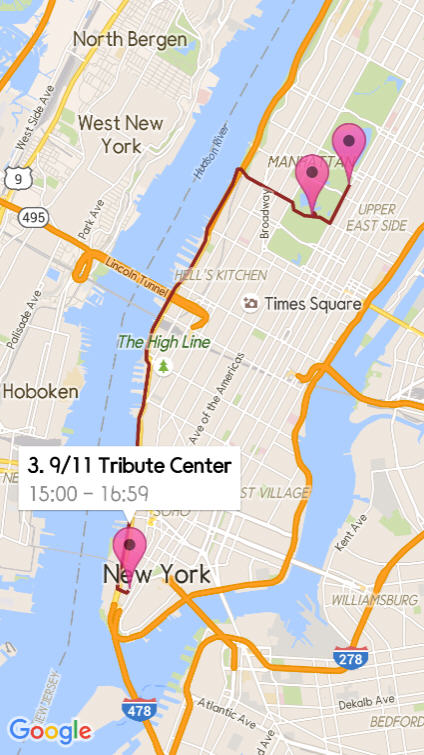 North Bergen
West Side Ave
West New
York
9
495
Park Ave
Hudson River
MANHATTAN
Broadway
UPPER
EAST SIDE
Lincoln Tunnel
HELL'S KITCHEN
Times Square
Palisade Ave
The High Line
Hoboken
Ave of the Americas
3. 9/11 Tribute Center
15:00 - 16:59
ST VILLAGE
SOHO
Kent Ave
New York
WILLIAMSBURG
278
478
Atlantic Ave
Dekalb Ave
BEDFORD
NEW JERSEY
Google